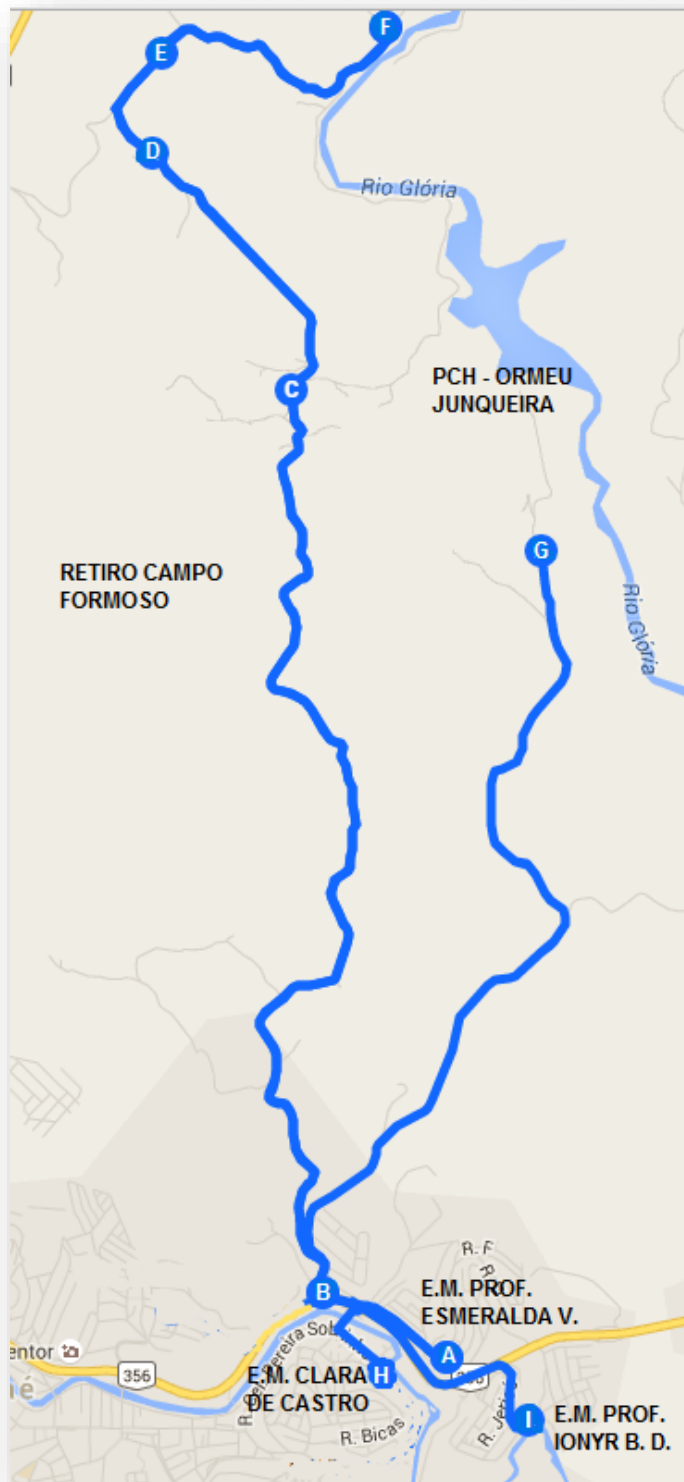 F
E
D
Rio Glória
C
PCH - ORMEU
JUNQUEIRA
G
RETIRO CAMPO
FORMOSO
Rio Glória
R. F
B
E.M. PROF.
ESMERALDA V.
A
entor
356
é
E.M. CLARA
DE CASTRO
H
R. Bicas
R. Jeri
I
E.M. PROF.
IONYR B. D.